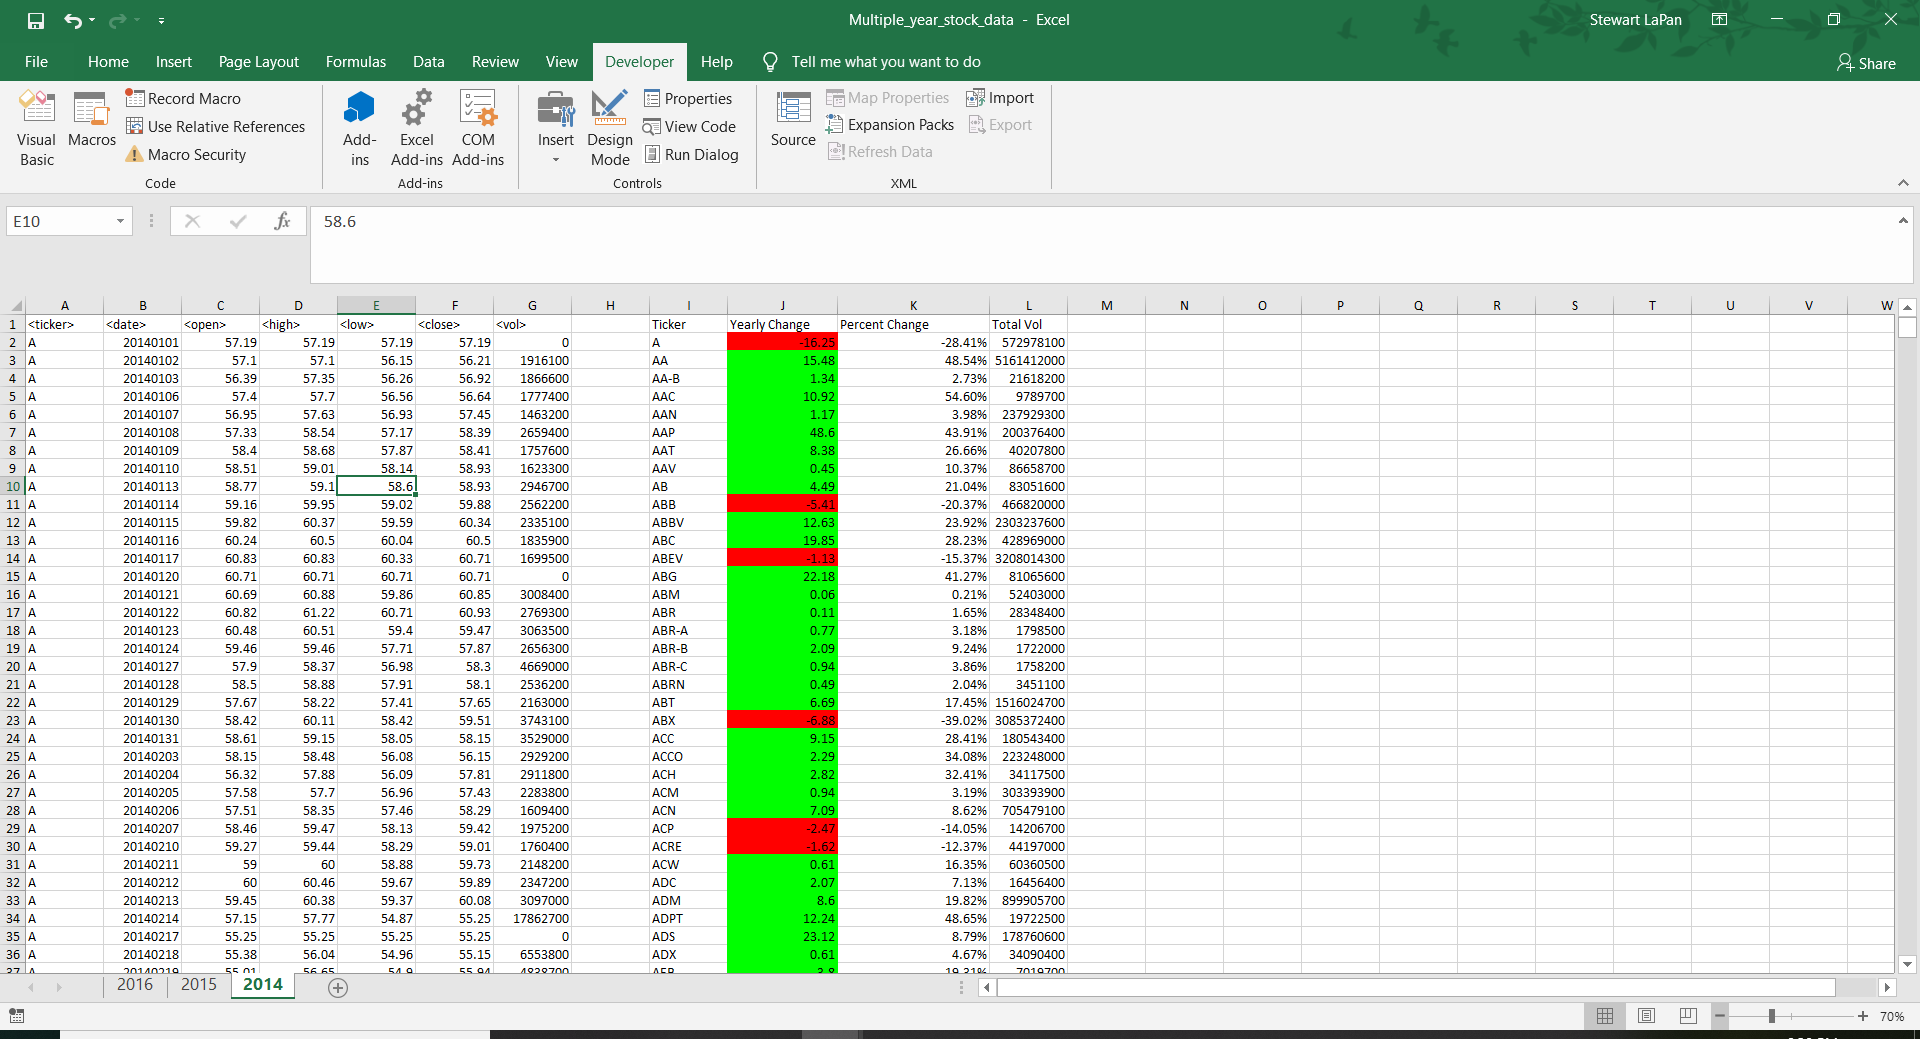 Multiple_year_stock_data - Excel
Stewart LaPan
File Home Insert Page Layout Formulas Data Review View Developer Help Tell me what you want to do Share
Visual Basic
Macros
Record Macro
Use Relative References
Macro Security
Code
Add-ins
Excel Add-ins
COM Add-ins
Add-ins
Insert
Design Mode
Properties
View Code
Run Dialog
Controls
Source
Map Properties
Expansion Packs
Refresh Data
Import
Export
XML
E10 fx 58.6
A B C D E F G H I J K L M N O P Q R S T U V W
1 <ticker> <date> <open> <high> <low> <close> <vol> Ticker Yearly Change Percent Change Total Vol
2 A 20140101 57.19 57.19 57.19 57.19 0 A -16.25 -28.41% 572978100
3 A 20140102 57.1 57.1 56.15 56.21 1916100 AA 15.48 48.54% 5161412000
4 A 20140103 56.39 57.35 56.26 56.92 1866600 AA-B 1.34 2.73% 21618200
5 A 20140106 57.4 57.7 56.56 56.64 1777400 AAC 10.92 54.60% 9789700
6 A 20140107 56.95 57.63 56.93 57.45 1463200 AAN 1.17 3.98% 237929300
7 A 20140108 57.33 58.54 57.17 58.39 2659400 AAP 48.6 43.91% 200376400
8 A 20140109 58.4 58.68 57.87 58.41 1757600 AAT 8.38 26.66% 40207800
9 A 20140110 58.51 59.01 58.14 58.93 1623300 AAV 0.45 10.37% 86658700
10 A 20140113 58.77 59.1 58.6 58.93 2946700 AB 4.49 21.04% 83051600
11 A 20140114 59.16 59.95 59.02 59.88 2562200 ABB -5.41 -20.37% 466820000
12 A 20140115 59.82 60.37 59.59 60.34 2335100 ABBV 12.63 23.92% 2303237600
13 A 20140116 60.24 60.5 60.04 60.5 1835900 ABC 19.85 28.23% 428969000
14 A 20140117 60.83 60.83 60.33 60.71 1699500 ABEV -1.13 -15.37% 3208014300
15 A 20140120 60.71 60.71 60.71 60.71 0 ABG 22.18 41.27% 81065600
16 A 20140121 60.69 60.88 59.86 60.85 3008400 ABM 0.06 0.21% 52403000
17 A 20140122 60.82 61.22 60.71 60.93 2769300 ABR 0.11 1.65% 28348400
18 A 20140123 60.48 60.51 59.4 59.47 3063500 ABR-A 0.77 3.18% 1798500
19 A 20140124 59.46 59.46 57.71 57.87 2656300 ABR-B 2.09 9.24% 1722000
20 A 20140127 57.9 58.37 56.98 58.3 4669000 ABR-C 0.94 3.86% 1758200
21 A 20140128 58.5 58.88 57.91 58.1 2536200 ABRN 0.49 2.04% 3451100
22 A 20140129 57.67 58.22 57.41 57.65 2163000 ABT 6.69 17.45% 1516024700
23 A 20140130 58.42 60.11 58.42 59.51 3743100 ABX -6.88 -39.02% 3085372400
24 A 20140131 58.61 59.15 58.05 58.15 3529000 ACC 9.15 28.41% 180543400
25 A 20140203 58.15 58.48 56.08 56.15 2929200 ACCO 2.29 34.08% 223248000
26 A 20140204 56.32 57.88 56.09 57.81 2911800 ACH 2.82 32.41% 34117500
27 A 20140205 57.58 57.7 56.96 57.43 2283800 ACM 0.94 3.19% 303393900
28 A 20140206 57.51 58.35 57.46 58.29 1609400 ACN 7.09 8.62% 705479100
29 A 20140207 58.46 59.47 58.13 59.42 1975200 ACP -2.47 -14.05% 14206700
30 A 20140210 59.27 59.44 58.29 59.01 1760400 ACRE -1.62 -12.37% 44197000
31 A 20140211 59 60 58.88 59.73 2148200 ACW 0.61 16.35% 60360500
32 A 20140212 60 60.46 59.67 59.89 2347200 ADC 2.07 7.13% 16456400
33 A 20140213 59.45 60.38 59.37 60.08 3097000 ADM 8.6 19.82% 899905700
34 A 20140214 57.15 57.77 54.87 55.25 17862700 ADPT 12.24 48.65% 19722500
35 A 20140217 55.25 55.25 55.25 55.25 0 ADS 23.12 8.79% 178760600
36 A 20140218 55.38 56.04 54.96 55.15 6553800 ADX 0.61 4.67% 34090400
37 A 20140219 55.01 56.65 54.9 55.94 4838700 AEB 3.8 19.31% 7019700
2016 2015 2014
70%